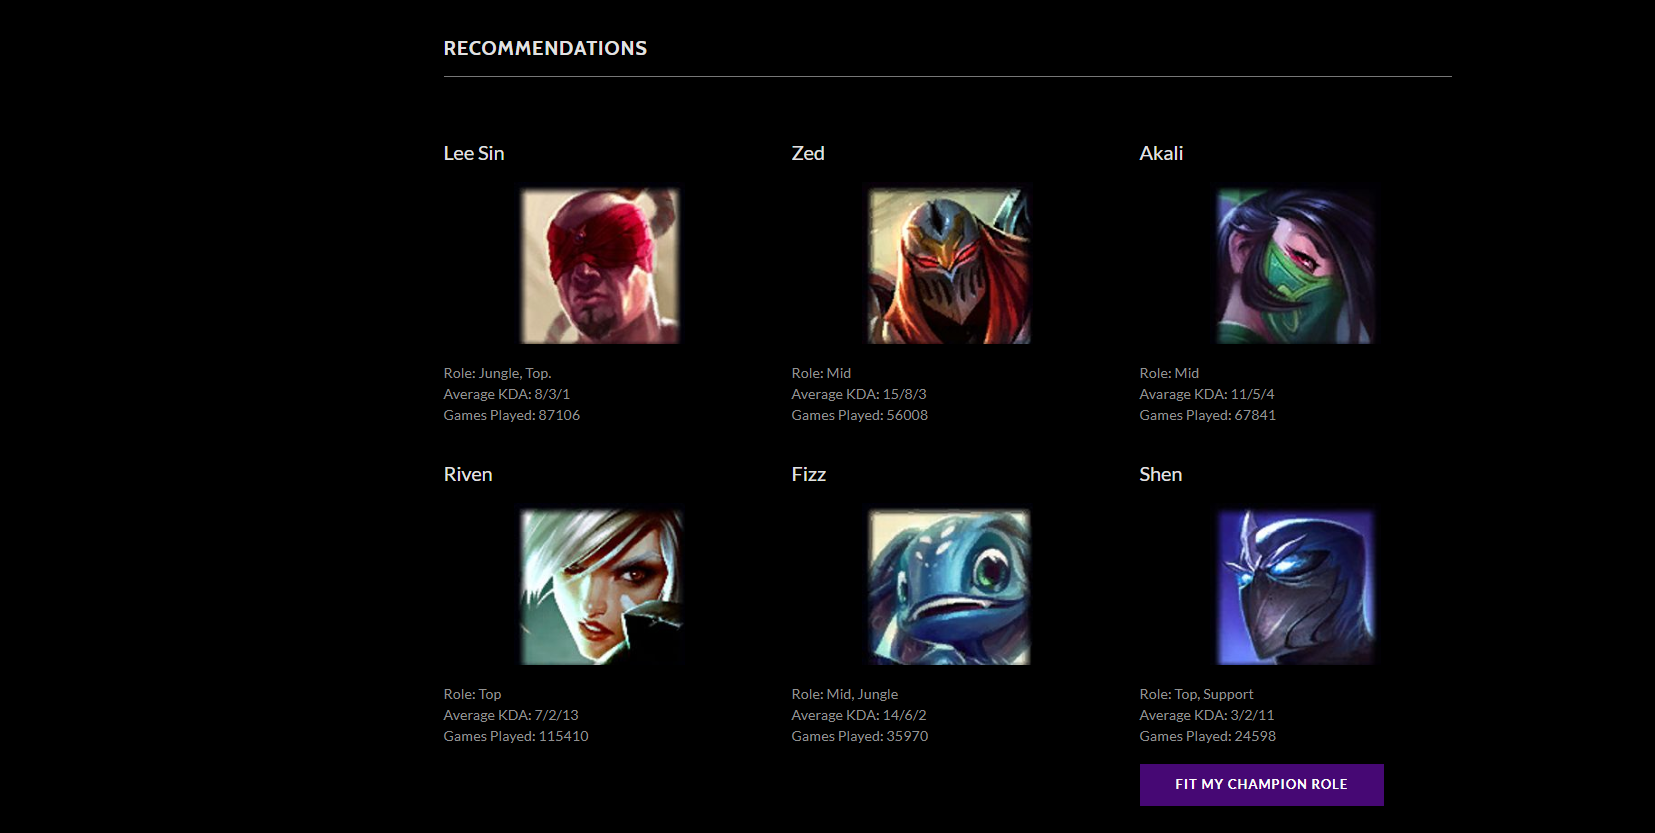 RECOMMENDATIONS
Lee Sin
Role: Jungle, Top.
Average KDA: 8/3/1
Games Played: 87106
Zed
Role: Mid
Average KDA: 15/8/3
Games Played: 56008
Akali
Role: Mid
Avarage KDA: 11/5/4
Games Played: 67841
Riven
Role: Top
Average KDA: 7/2/13
Games Played: 115410
Fizz
Role: Mid, Jungle
Average KDA: 14/6/2
Games Played: 35970
Shen
Role: Top, Support
Average KDA: 3/2/11
Games Played: 24598
FIT MY CHAMPION ROLE